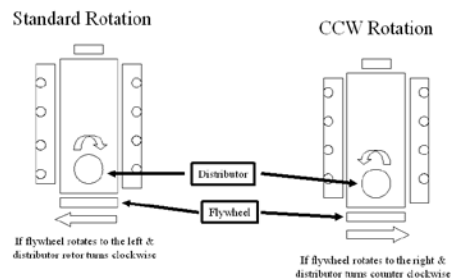 Standard Rotation
CCW Rotation
Distributor
Flywheel
If flywheel rotates to the left &
distributor rotor turns clockwise
If flywheel rotates to the right &
distributor turns counter clockwise